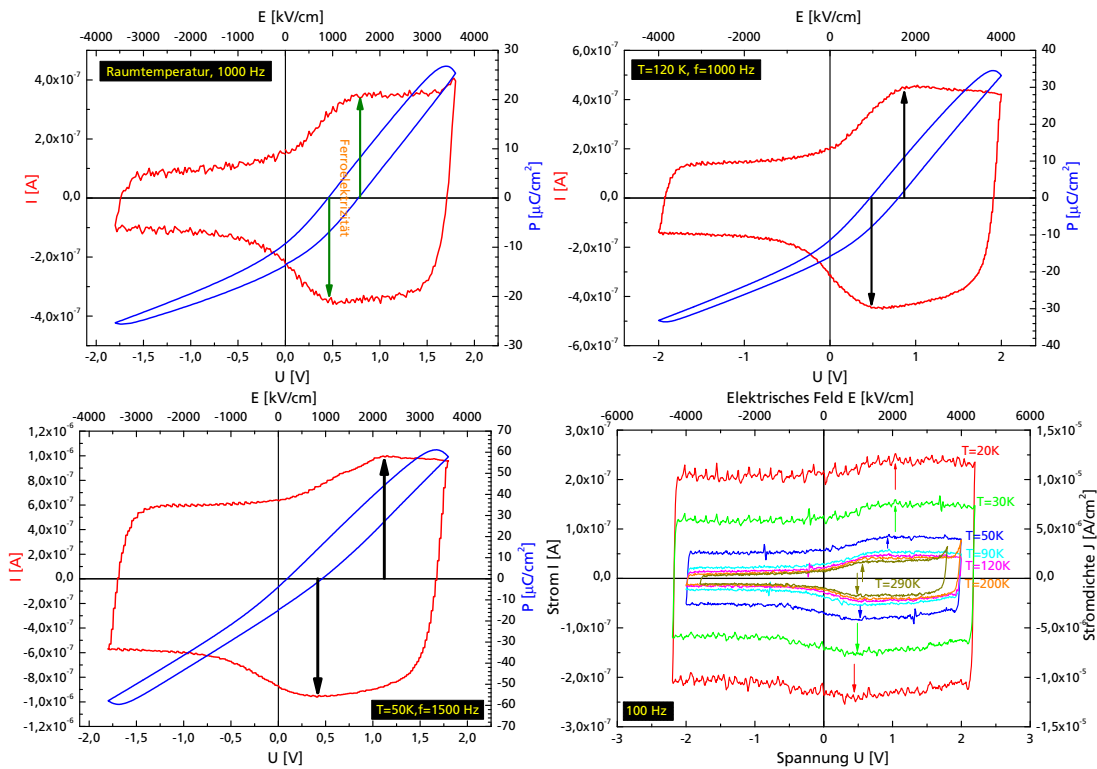 E [kV/cm]
-4000 -3000 -2000 -1000 0 1000 2000 3000 4000
Raumtemperatur, 1000 Hz
4,0x10⁻⁷
2,0x10⁻⁷
0,0
-2,0x10⁻⁷
-4,0x10⁻⁷
I [A]
Ferroelektrizität
30
20
10
0
-10
-20
-30
P [µC/cm²]
-2,0 -1,5 -1,0 -0,5 0,0 0,5 1,0 1,5 2,0
U [V]
E [kV/cm]
-4000 -2000 0 2000 4000
T=120 K, f=1000 Hz
6,0x10⁻⁷
4,0x10⁻⁷
2,0x10⁻⁷
0,0
-2,0x10⁻⁷
-4,0x10⁻⁷
-6,0x10⁻⁷
I [A]
40
30
20
10
0
-10
-20
-30
-40
P [µC/cm²]
-2 -1 0 1 2
U [V]
E [kV/cm]
-4000 -3000 -2000 -1000 0 1000 2000 3000 4000
1,2x10⁻⁶
1,0x10⁻⁶
8,0x10⁻⁷
6,0x10⁻⁷
4,0x10⁻⁷
2,0x10⁻⁷
0,0
-2,0x10⁻⁷
-4,0x10⁻⁷
-6,0x10⁻⁷
-8,0x10⁻⁷
-1,0x10⁻⁶
-1,2x10⁻⁶
I [A]
T=50K,f=1500 Hz
70
60
50
40
30
20
10
0
-10
-20
-30
-40
-50
-60
-70
P [µC/cm²]
-2,0 -1,5 -1,0 -0,5 0,0 0,5 1,0 1,5 2,0
U [V]
Elektrisches Feld E [kV/cm]
-6000 -4000 -2000 0 2000 4000 6000
3,0x10⁻⁷
2,0x10⁻⁷
1,0x10⁻⁷
0,0
-1,0x10⁻⁷
-2,0x10⁻⁷
-3,0x10⁻⁷
Strom I [A]
T=20K
T=30K
T=50K
T=90K
T=120K
T=290K
T=200K
100 Hz
1,5x10⁻⁵
1,0x10⁻⁵
5,0x10⁻⁶
0,0
-5,0x10⁻⁶
-1,0x10⁻⁵
-1,5x10⁻⁵
Stromdichte J [A/cm²]
-3 -2 -1 0 1 2 3
Spannung U [V]